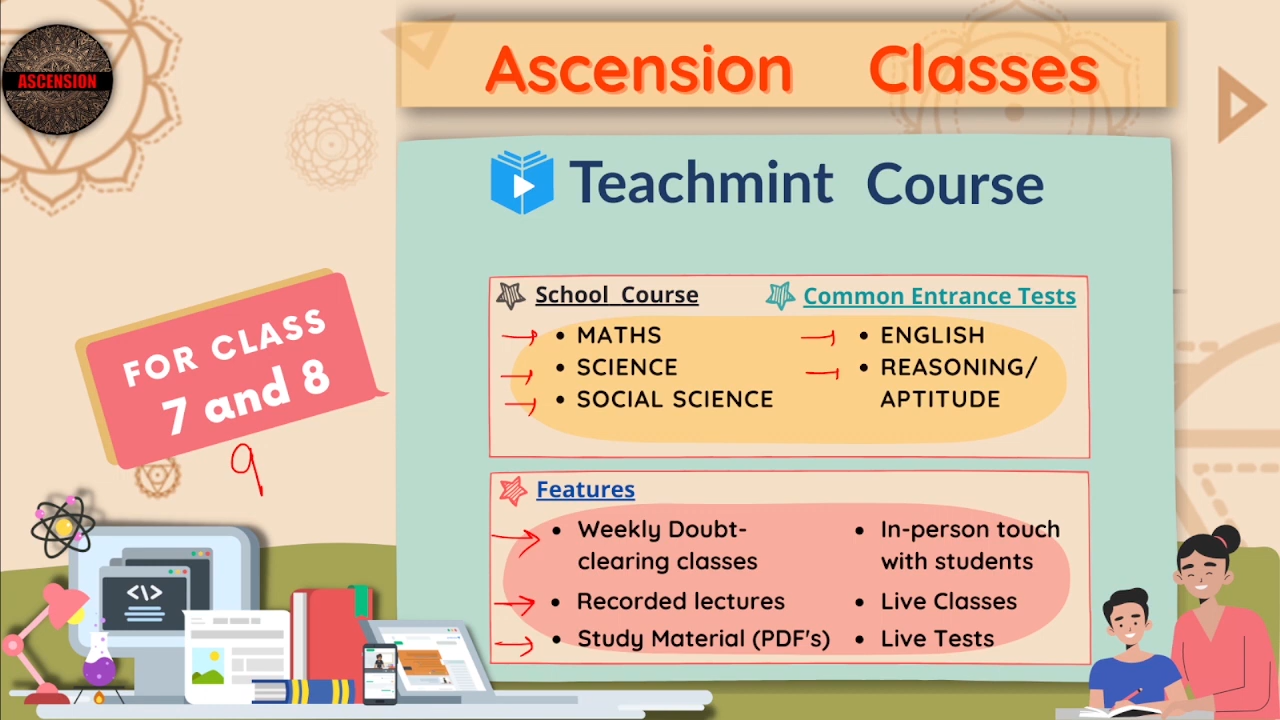 ASCENSION
Ascension Classes
Teachmint Course
FOR CLASS
7 and 8
9
School Course
MATHS
SCIENCE
SOCIAL SCIENCE
Common Entrance Tests
ENGLISH
REASONING/
APTITUDE
Features
Weekly Doubt-
clearing classes
Recorded lectures
Study Material (PDF's)
In-person touch
with students
Live Classes
Live Tests